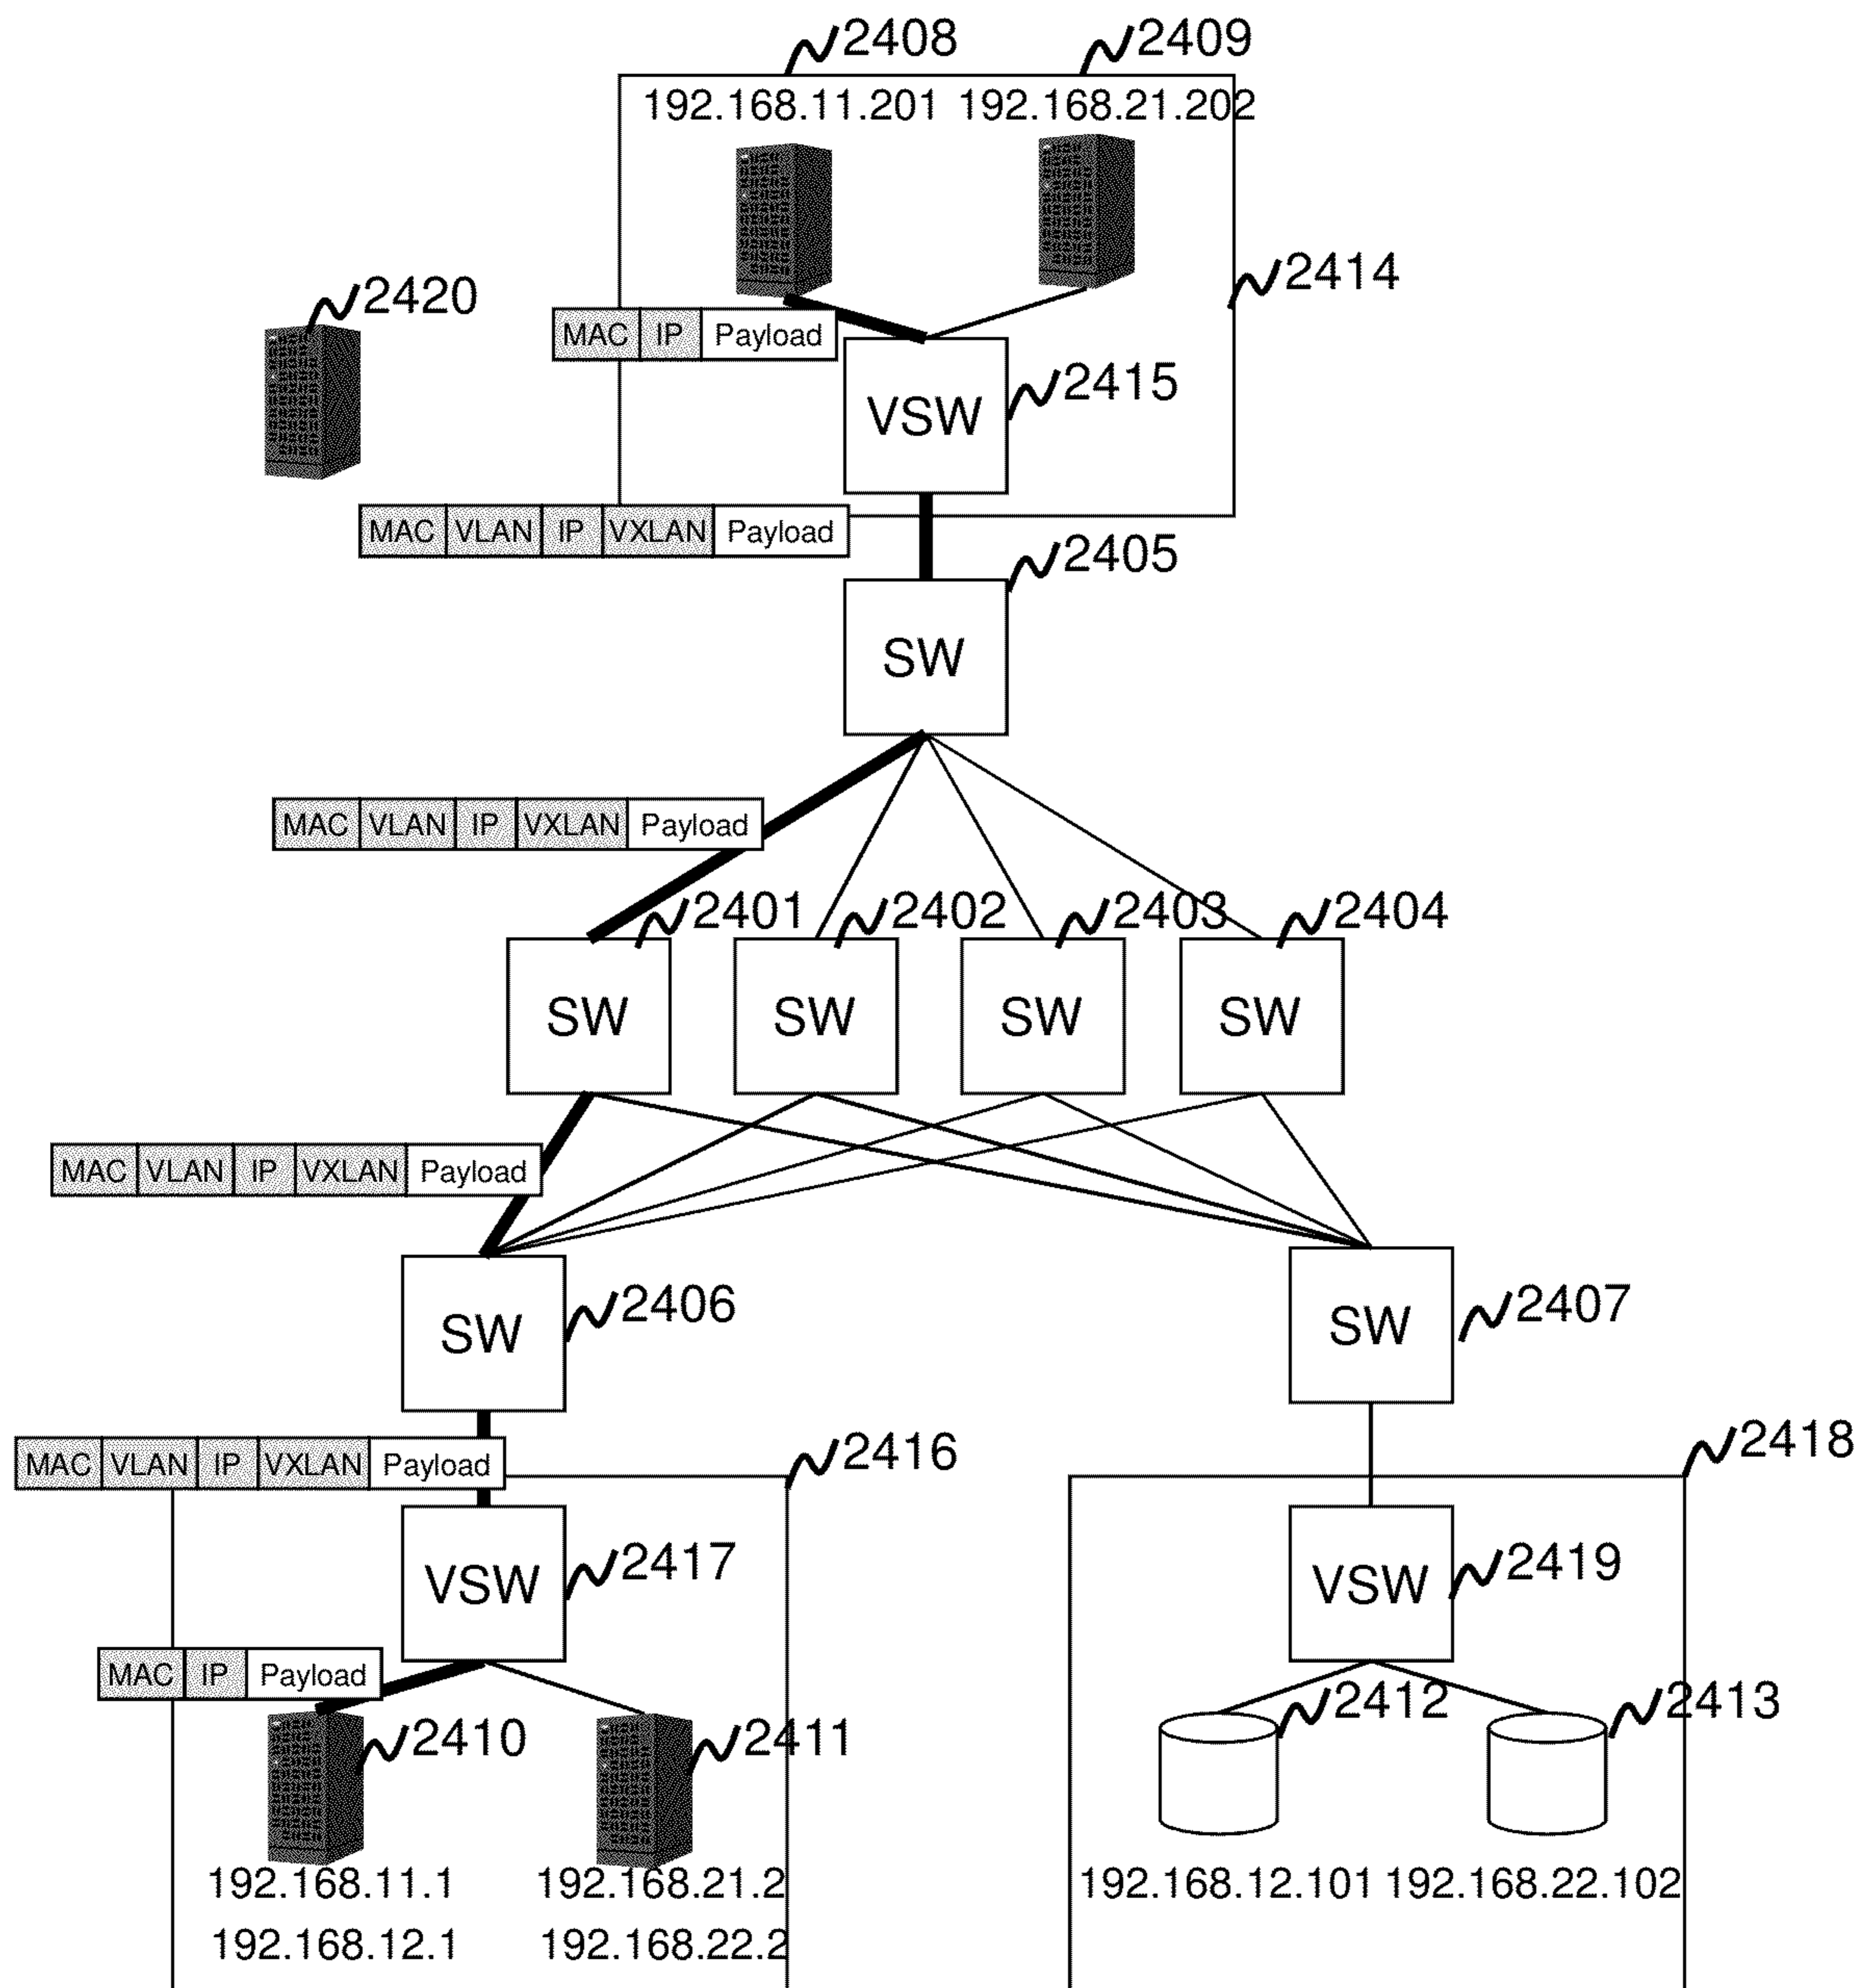 2408 2409
192.168.11.201 192.168.21.202
2414
2420
MAC IP Payload
2415
VSW
MAC VLAN IP VXLAN Payload
2405
SW
MAC VLAN IP VXLAN Payload
2401 2402 2403 2404
SW SW SW SW
MAC VLAN IP VXLAN Payload
2406 2407
SW SW
2416 2418
MAC VLAN IP VXLAN Payload
2417 2419
VSW VSW
MAC IP Payload
2412 2413
2410 2411
192.168.11.1 192.168.21.2 192.168.12.101 192.168.22.102
192.168.12.1 192.168.22.2